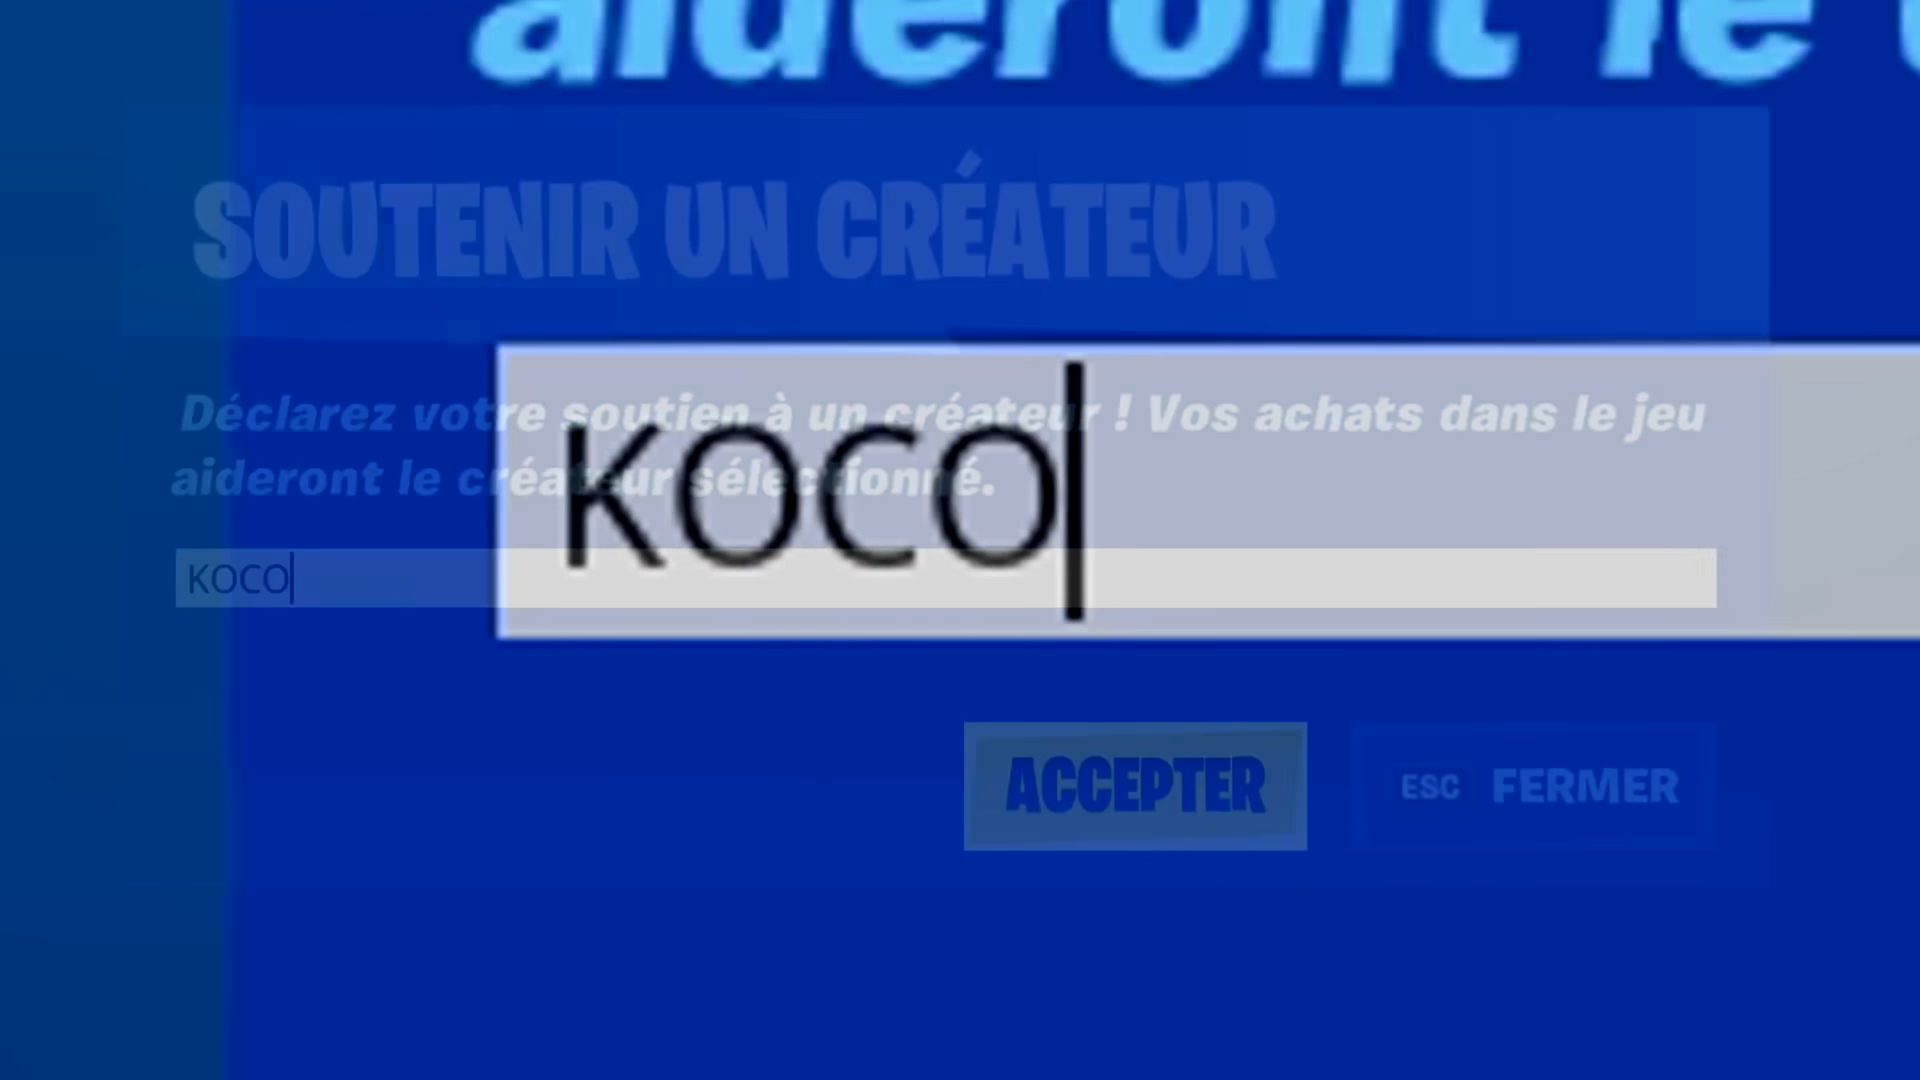 aideront le
SOUTENIR UN CRÉATEUR
Déclarez votre soutien à un créateur ! Vos achats dans le jeu
aideront le créateur sélectionné.
KOCO
KOCO
ACCEPTER
ESC FERMER